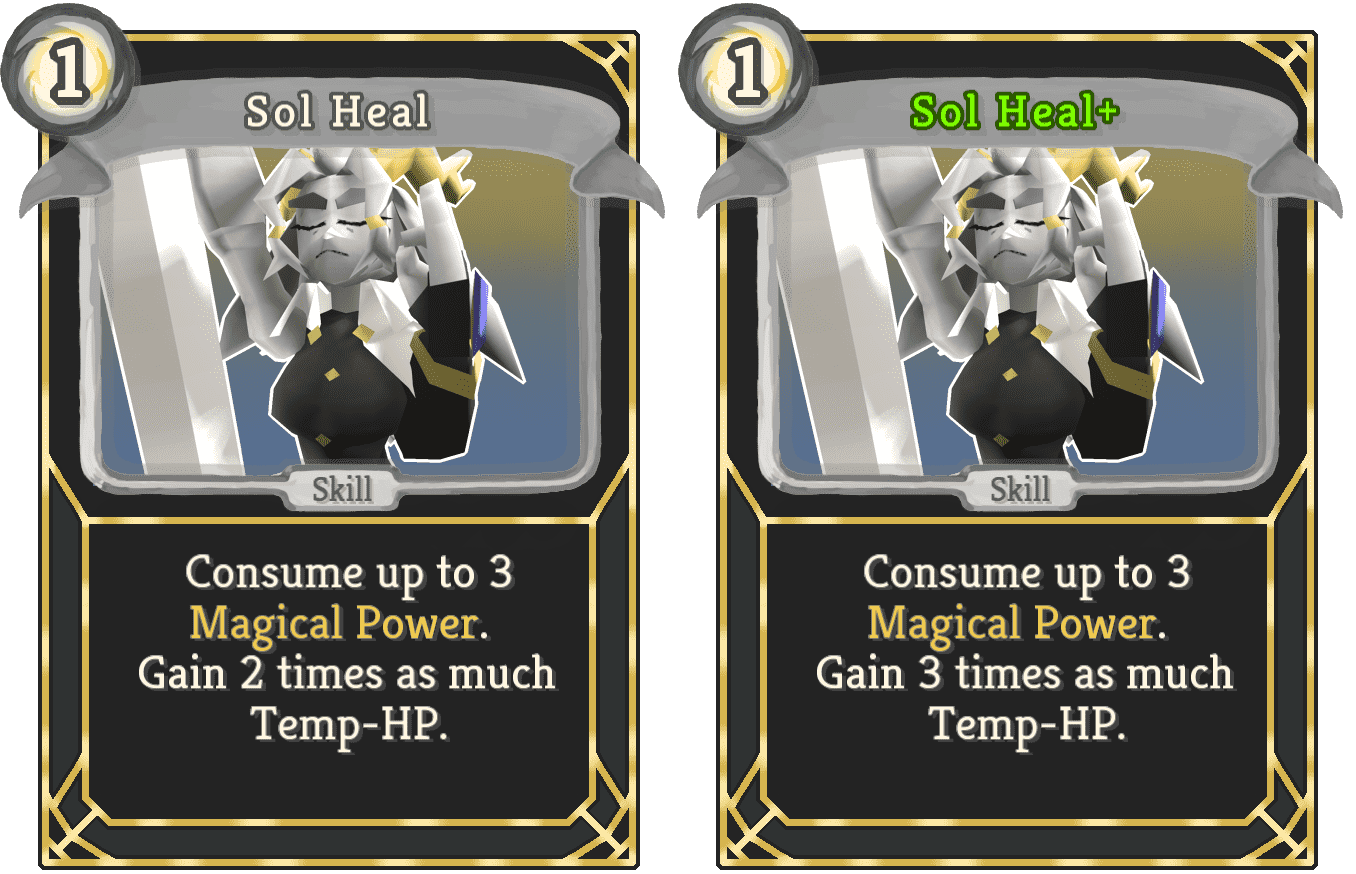 1
Sol Heal
Skill
Consume up to 3
Magical Power.
Gain 2 times as much
Temp-HP.
1
Sol Heal+
Skill
Consume up to 3
Magical Power.
Gain 3 times as much
Temp-HP.